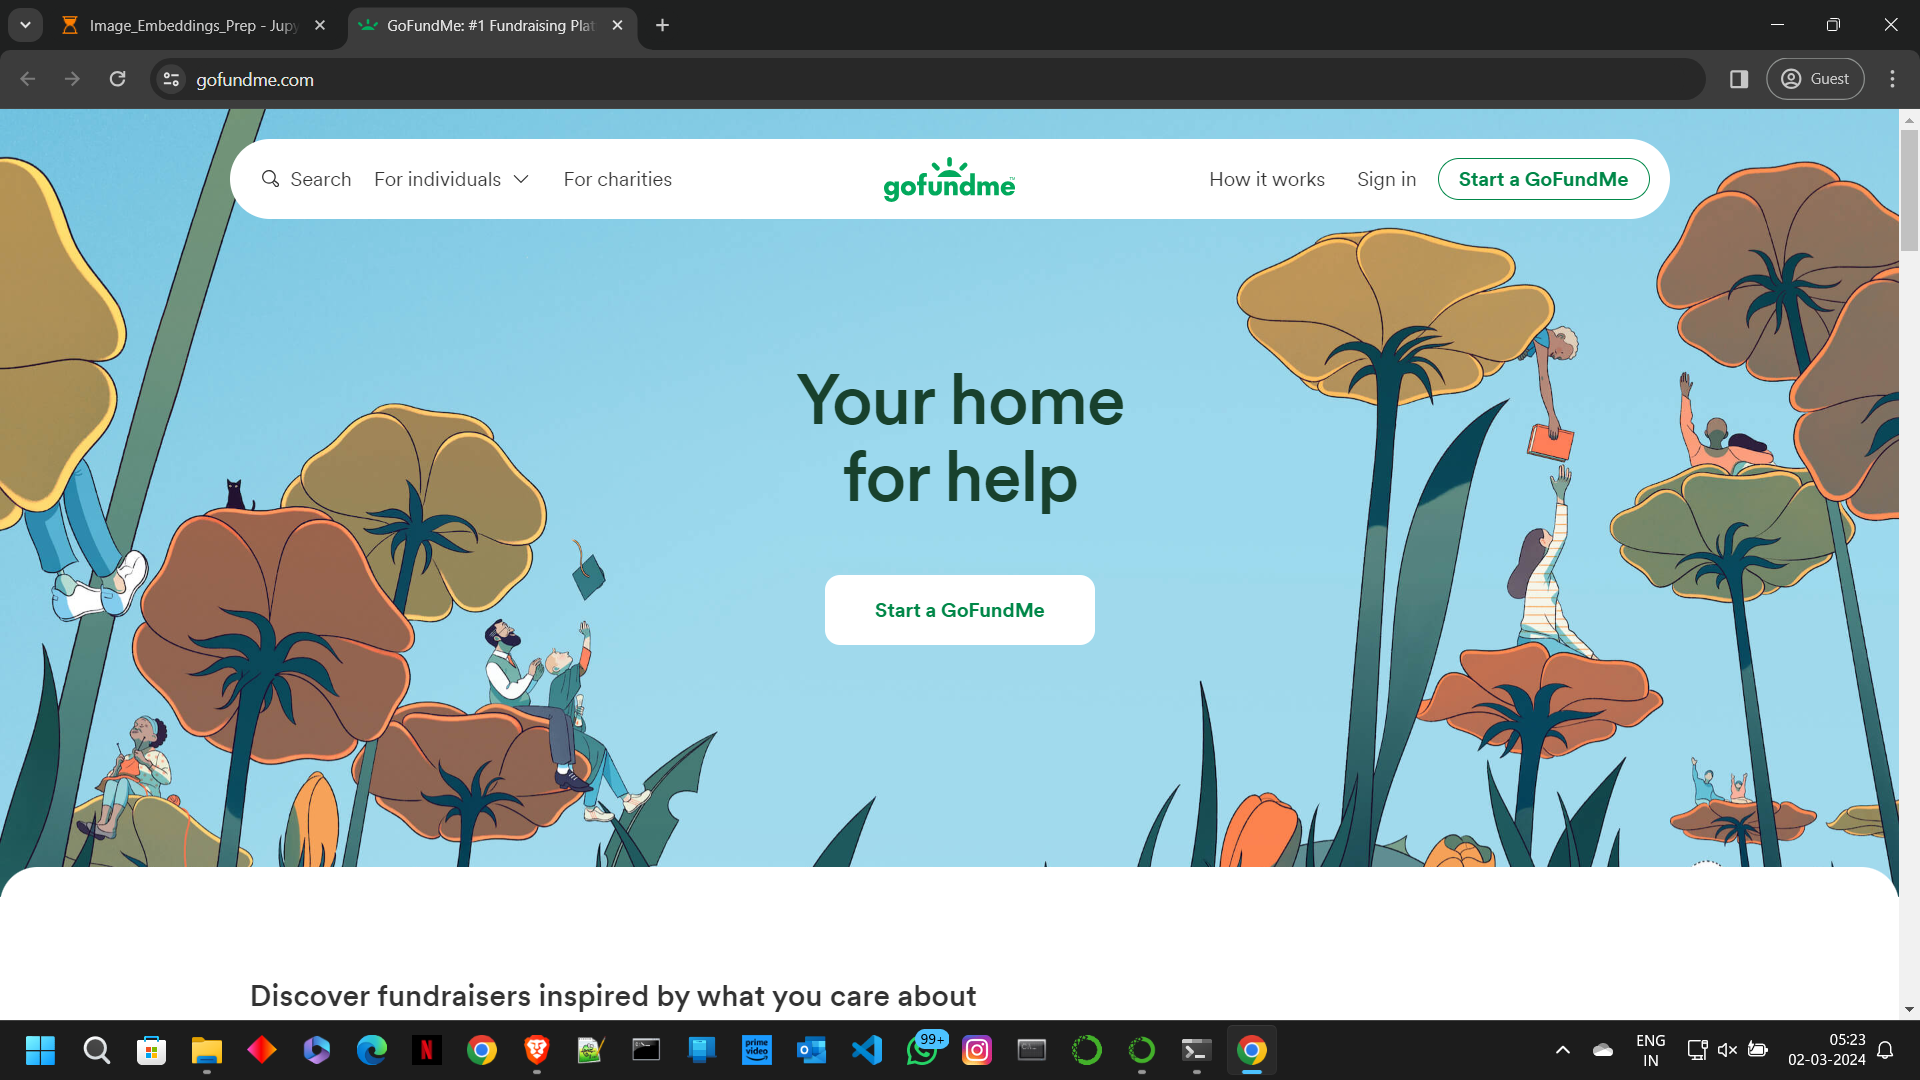 Image_Embeddings_Prep - Jupy
GoFundMe: #1 Fundraising Plat
gofundme.com
Guest
Search
For individuals
For charities
gofundme
How it works
Sign in
Start a GoFundMe
Your home
for help
Start a GoFundMe
Discover fundraisers inspired by what you care about
N
prime video
99+
ENG
IN
05:23
02-03-2024